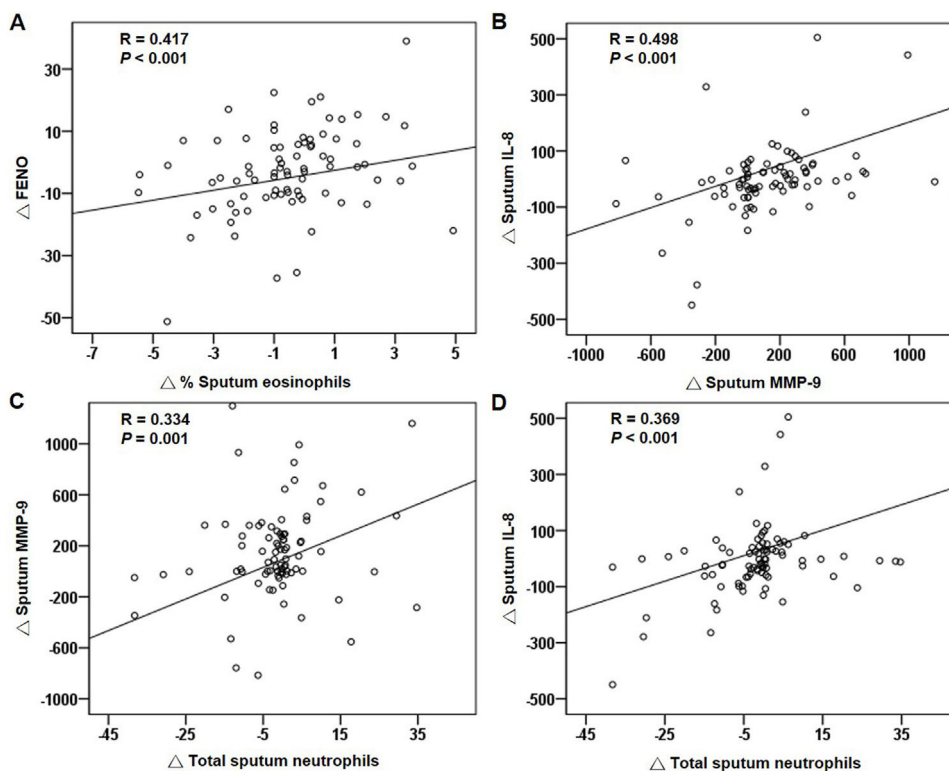 A
R = 0.417
P < 0.001
30
10
-10
-30
-50
△ FENO
-7 -5 -3 -1 1 3 5
△ % Sputum eosinophils
B
R = 0.498
P < 0.001
500
300
100
-100
-300
-500
△ Sputum IL-8
-1000 -600 -200 200 600 1000
△ Sputum MMP-9
C
R = 0.334
P = 0.001
1000
600
200
-200
-600
-1000
△ Sputum MMP-9
-45 -25 -5 15 35
△ Total sputum neutrophils
D
R = 0.369
P < 0.001
500
300
100
-100
-300
-500
△ Sputum IL-8
-45 -25 -5 15 35
△ Total sputum neutrophils